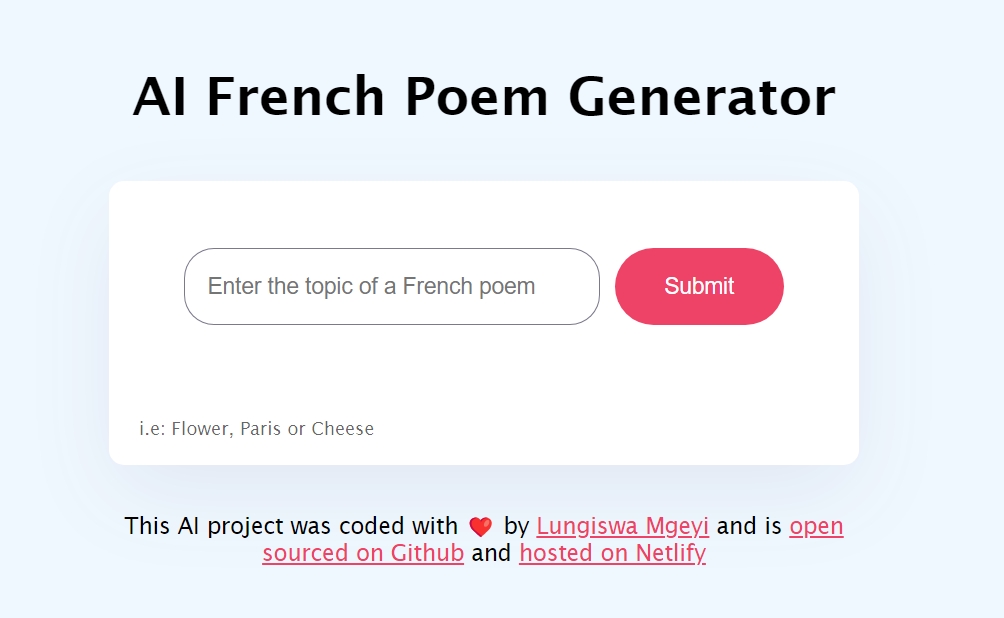 AI French Poem Generator
Enter the topic of a French poem
Submit
i.e: Flower, Paris or Cheese
This AI project was coded with ❤️ by Lungiswa Mgeyi and is open
sourced on Github and hosted on Netlify